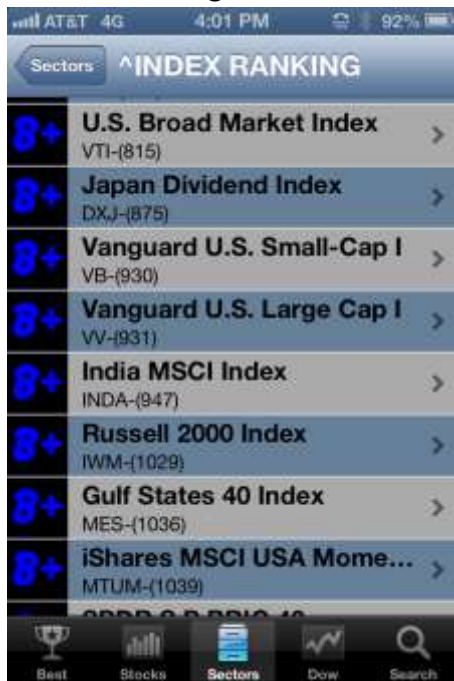 AT&T 4G 4:01 PM 92%
Sectors ^INDEX RANKING
8+ U.S. Broad Market Index
VTI-(815)
8+ Japan Dividend Index
DXJ-(875)
8+ Vanguard U.S. Small-Cap I
VB-(930)
8+ Vanguard U.S. Large Cap I
VV-(931)
8+ India MSCI Index
INDA-(947)
8+ Russell 2000 Index
IWM-(1029)
8+ Gulf States 40 Index
MES-(1036)
8+ iShares MSCI USA Mome...
MTUM-(1039)
Best Stocks Sectors Dow Search